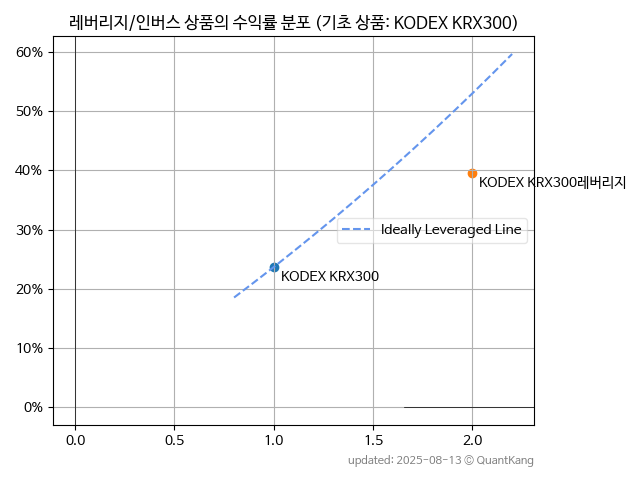 레버리지/인버스 상품의 수익률 분포 (기초 상품: KODEX KRX300)
60%
50%
40%
30%
20%
10%
0%
KODEX KRX300레버리지
Ideally Leveraged Line
KODEX KRX300
0.0
0.5
1.0
1.5
2.0
updated: 2025-08-13 © QuantKang